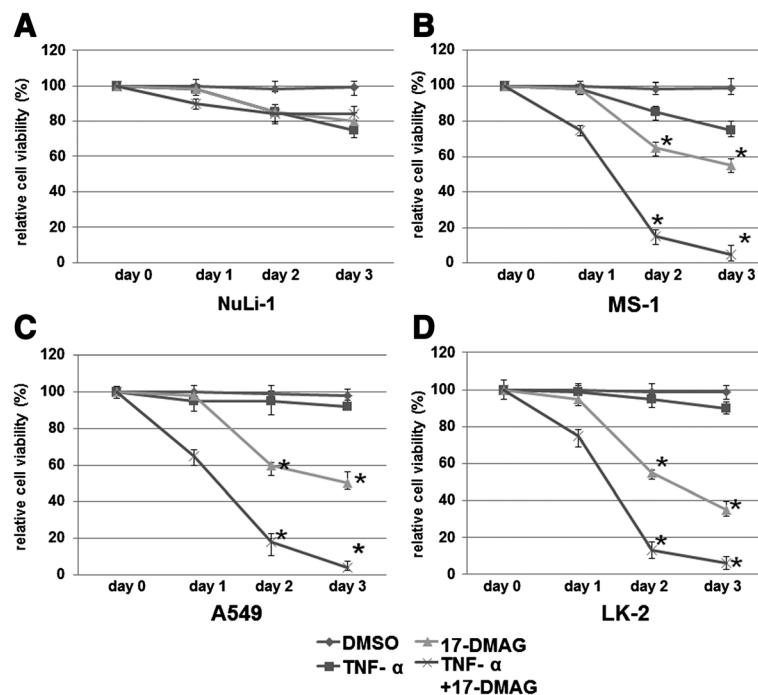 A
relative cell viability (%)
120
100
80
60
40
20
0
day 0 day 1 day 2 day 3
NuLi-1
B
relative cell viability (%)
120
100
80
60
40
20
0
* *
* *
day 0 day 1 day 2 day 3
MS-1
C
relative cell viability (%)
120
100
80
60
40
20
0
* *
* *
day 0 day 1 day 2 day 3
A549
D
relative cell viability (%)
120
100
80
60
40
20
0
* *
* *
day 0 day 1 day 2 day 3
LK-2
DMSO 17-DMAG
TNF- α TNF- α
+17-DMAG